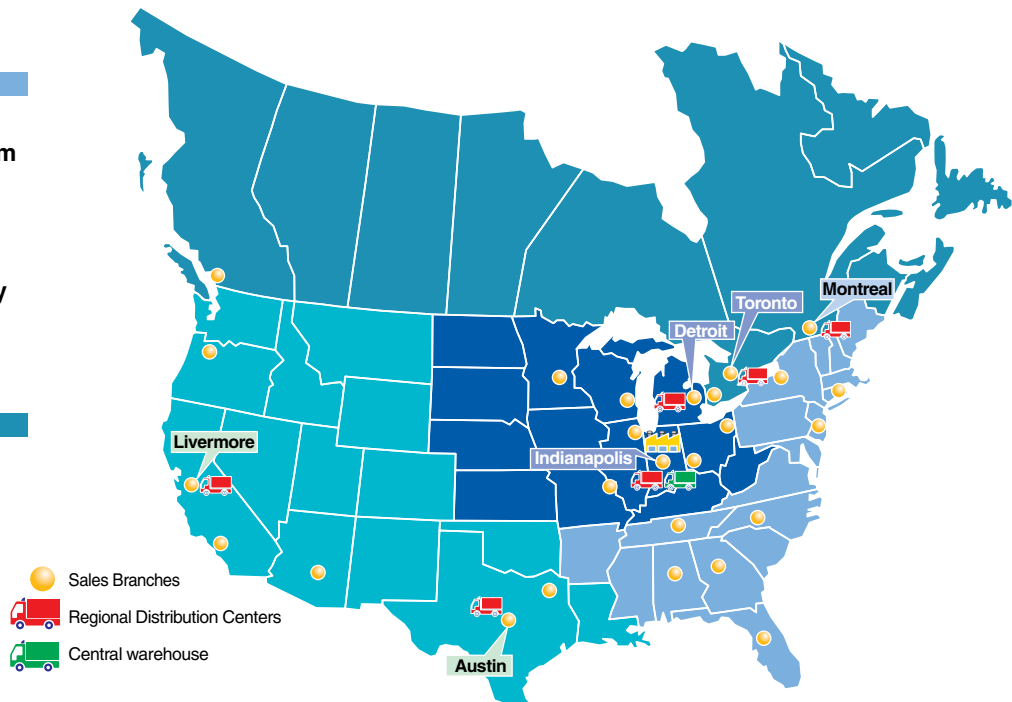 m
y
Montreal
Toronto
Detroit
Livermore
Indianapolis
Sales Branches
Regional Distribution Centers
Central warehouse
Austin